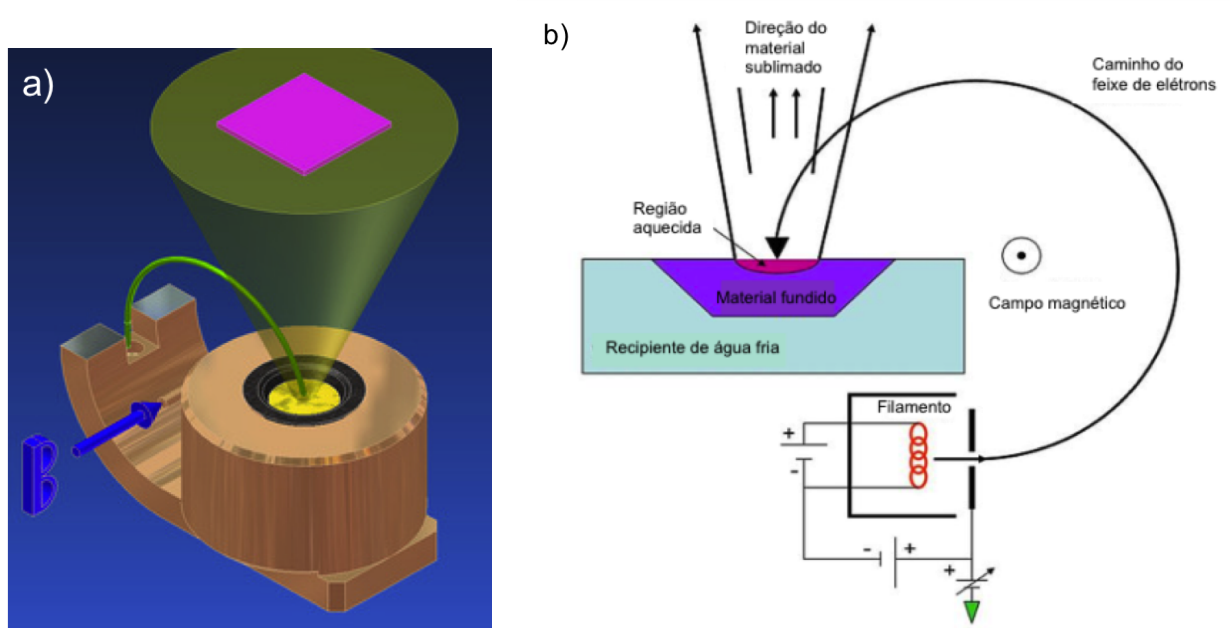 a)
B
b)
Direção do
material
sublimado
Caminho do
feixe de elétrons
Região
aquecida
Material fundido
Campo magnético
Recipiente de água fria
Filamento
+
-
- +
+